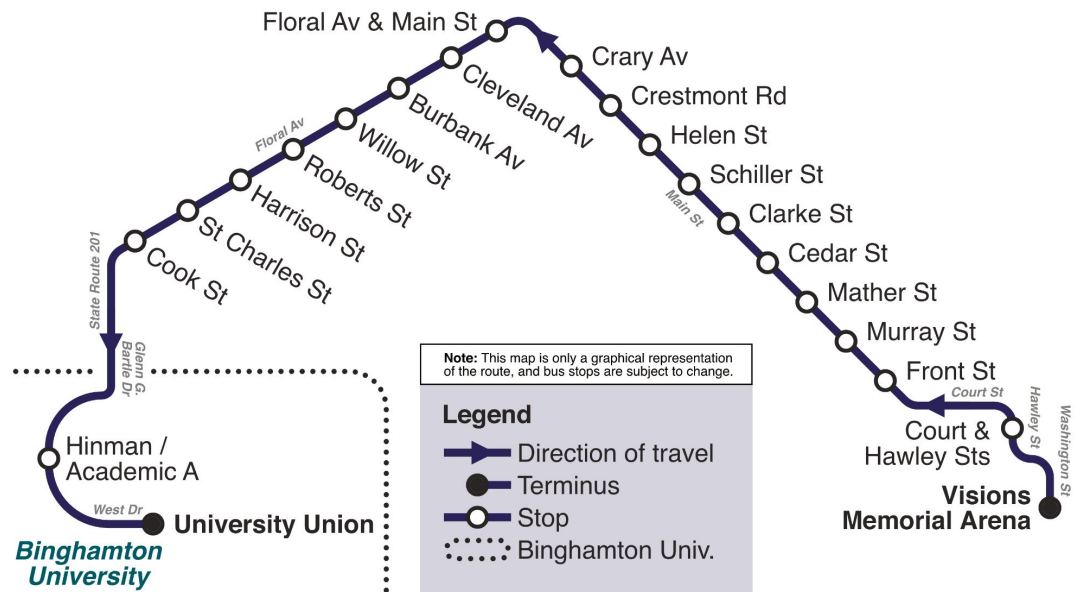 Floral Av & Main St
Cleveland Av
Burbank Av
Willow St
Roberts St
Harrison St
St Charles St
Cook St
Floral Av
State Route 201
Glenn G.
Bartle Dr
Crary Av
Crestmont Rd
Helen St
Schiller St
Clarke St
Cedar St
Mather St
Murray St
Front St
Main St
Court St
Hawley St
Washington St
Court &
Hawley Sts
Visions
Memorial Arena
Hinman /
Academic A
West Dr
University Union
Binghamton
University
Note: This map is only a graphical representation
of the route, and bus stops are subject to change.
Legend
Direction of travel
Terminus
Stop
Binghamton Univ.